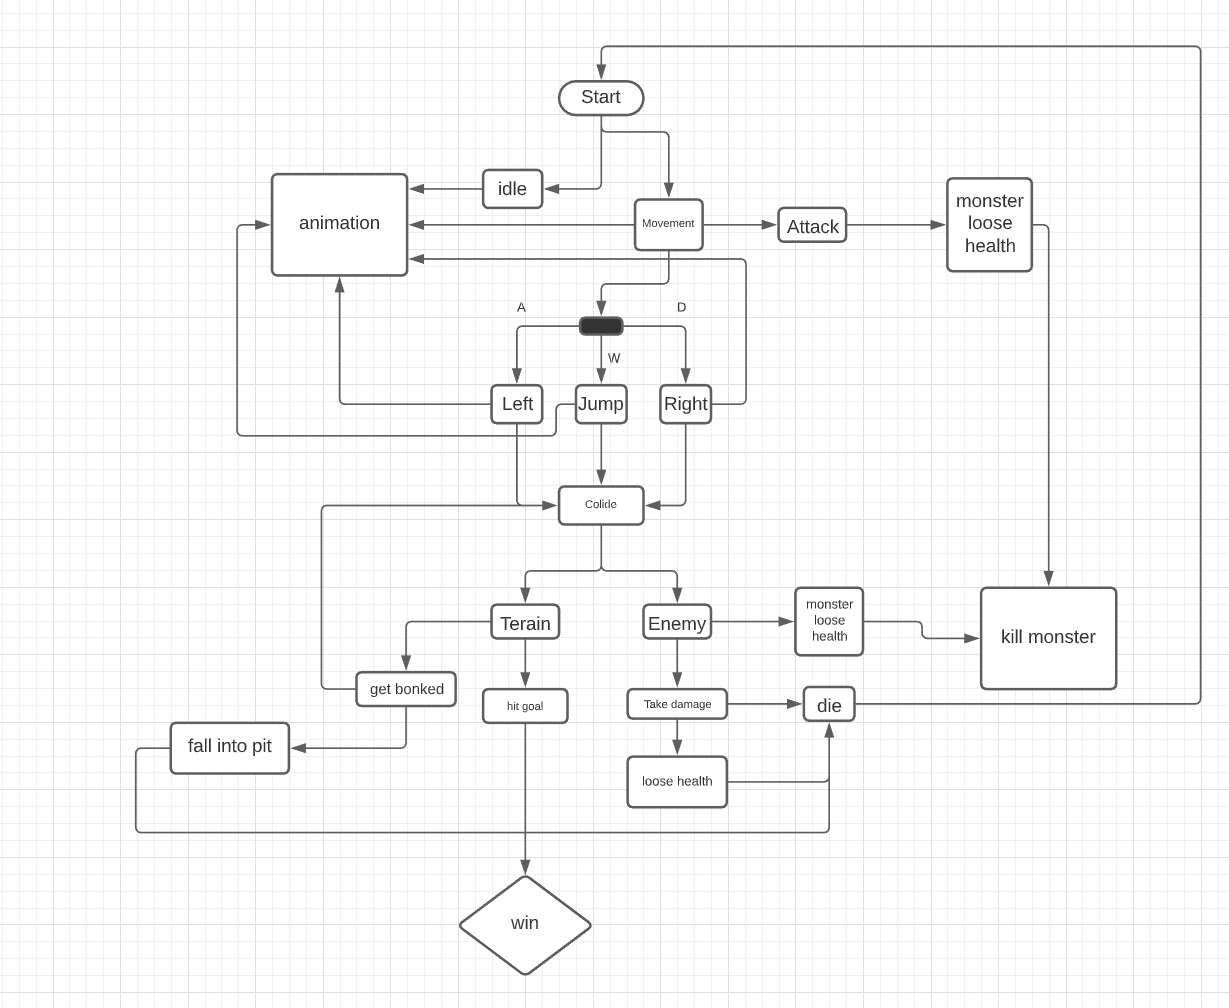 Start
idle
animation
Movement
Attack
monster
loose
health
A
D
W
Left
Jump
Right
Colide
Terain
Enemy
monster
loose
health
kill monster
get bonked
hit goal
Take damage
die
fall into pit
loose health
win